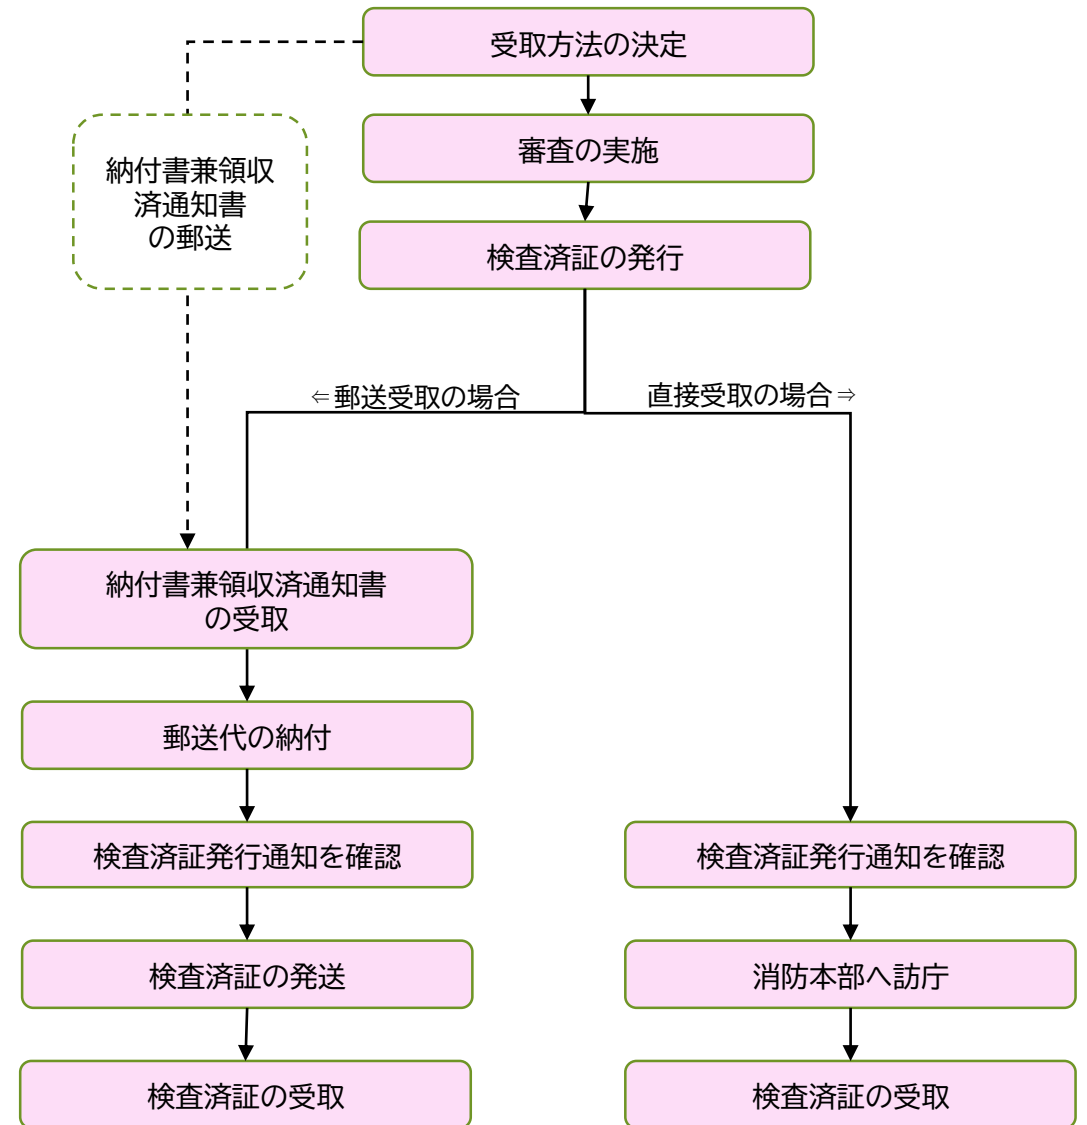 受取方法の決定
審査の実施
納付書兼領収
済通知書
の郵送
検査済証の発行
⇐郵送受取の場合
直接受取の場合⇒
納付書兼領収済通知書
の受取
郵送代の納付
検査済証発行通知を確認
検査済証の発送
検査済証の受取
検査済証発行通知を確認
消防本部へ訪庁
検査済証の受取